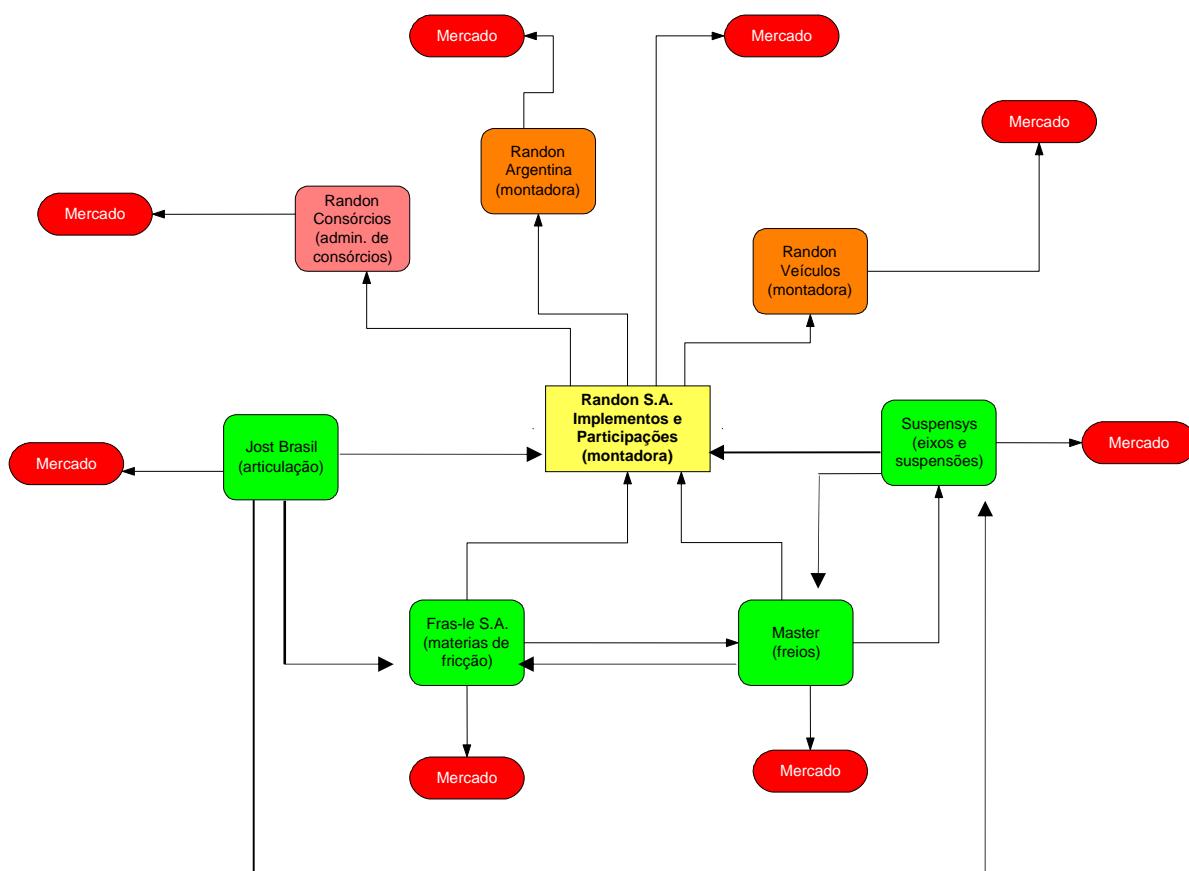 Mercado
Mercado
Mercado
Randon
Argentina
(montadora)
Mercado
Randon
Consórcios
(admin. de
consórcios)
Randon
Veículos
(montadora)
Randon S.A.
Implementos e
Participações
(montadora)
Jost Brasil
(articulação)
Mercado
Suspensys
(eixos e
suspensões)
Mercado
Fras-le S.A.
(materias de
fricção)
Master
(freios)
Mercado
Mercado